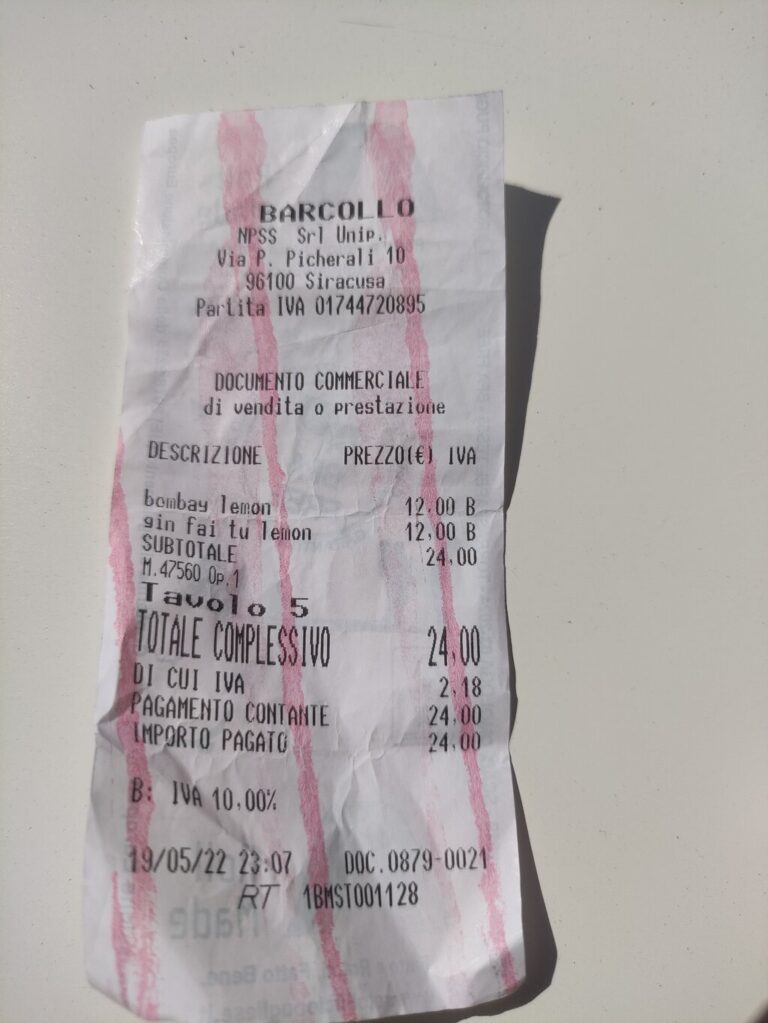 BARCOLLO
NPSS Srl Unip.
Via P. Picherali 10
96100 Siracusa
Partita IVA 01744720895
DOCUMENTO COMMERCIALE
di vendita o prestazione
DESCRIZIONE PREZZO(€) IVA
bombay lemon 12,00 B
gin fai tu lemon 12,00 B
SUBTOTALE 24,00
M.47560 Op.1
Tavolo 5
TOTALE COMPLESSIVO 24,00
DI CUI IVA 2,18
PAGAMENTO CONTANTE 24,00
IMPORTO PAGATO 24,00
B: IVA 10,00%
19/05/22 23:07 DOC.0879-0021
RT 1BMST001128